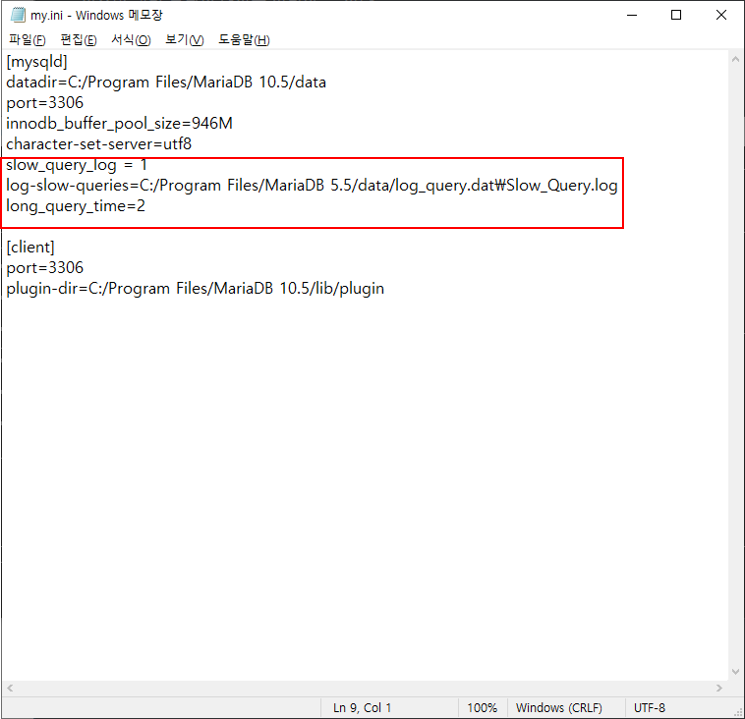 my.ini - Windows 메모장
파일(F) 편집(E) 서식(O) 보기(V) 도움말(H)
[mysqld]
datadir=C:/Program Files/MariaDB 10.5/data
port=3306
innodb_buffer_pool_size=946M
character-set-server=utf8
slow_query_log = 1
log-slow-queries=C:/Program Files/MariaDB 5.5/data/log_query.dat₩Slow_Query.log
long_query_time=2
[client]
port=3306
plugin-dir=C:/Program Files/MariaDB 10.5/lib/plugin
Ln 9, Col 1 100% Windows (CRLF) UTF-8